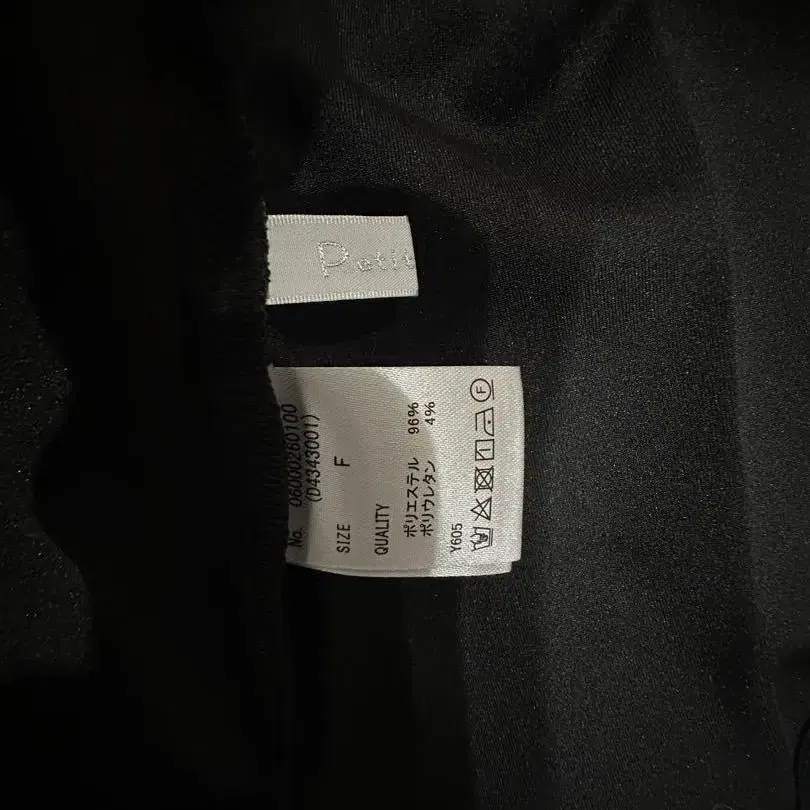 Petit
No. 06000260100
(D4343001)
SIZE F
QUALITY
ポリエステル 96%
ポリウレタン 4%
Y605